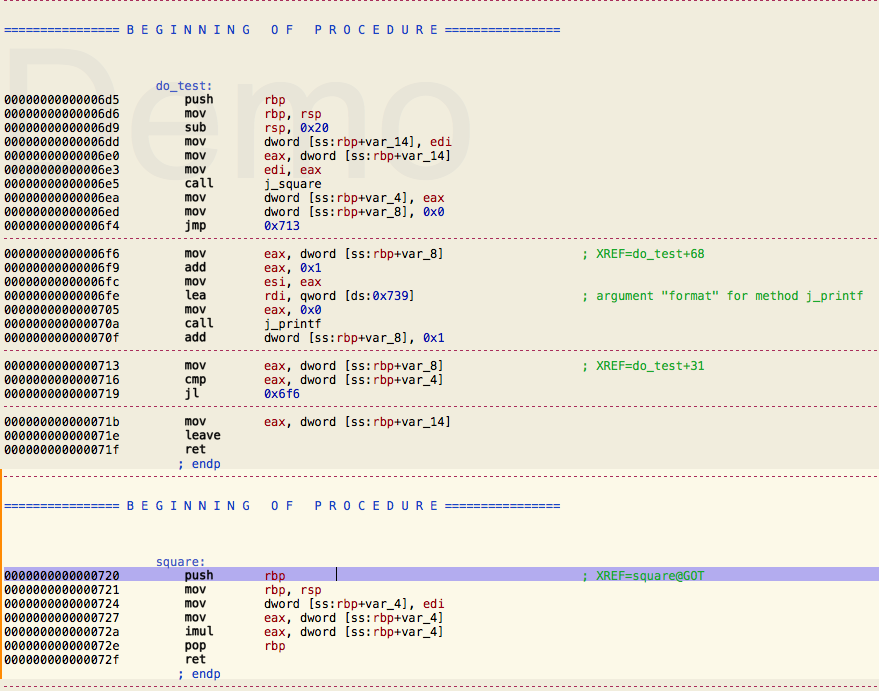 ================ B E G I N N I N G   O F   P R O C E D U R E ================
Demo
do_test:
00000000000006d5 push rbp
00000000000006d6 mov rbp, rsp
00000000000006d9 sub rsp, 0x20
00000000000006dd mov dword [ss:rbp+var_14], edi
00000000000006e0 mov eax, dword [ss:rbp+var_14]
00000000000006e3 mov edi, eax
00000000000006e5 call j_square
00000000000006ea mov dword [ss:rbp+var_4], eax
00000000000006ed mov dword [ss:rbp+var_8], 0x0
00000000000006f4 jmp 0x713
00000000000006f6 mov eax, dword [ss:rbp+var_8] ; XREF=do_test+68
00000000000006f9 add eax, 0x1
00000000000006fc mov esi, eax
00000000000006fe lea rdi, qword [ds:0x739] ; argument "format" for method j_printf
0000000000000705 mov eax, 0x0
000000000000070a call j_printf
000000000000070f add dword [ss:rbp+var_8], 0x1
0000000000000713 mov eax, dword [ss:rbp+var_8] ; XREF=do_test+31
0000000000000716 cmp eax, dword [ss:rbp+var_4]
0000000000000719 jl 0x6f6
000000000000071b mov eax, dword [ss:rbp+var_14]
000000000000071e leave
000000000000071f ret
; endp
================ B E G I N N I N G   O F   P R O C E D U R E ================
square:
0000000000000720 push rbp ; XREF=square@GOT
0000000000000721 mov rbp, rsp
0000000000000724 mov dword [ss:rbp+var_4], edi
0000000000000727 mov eax, dword [ss:rbp+var_4]
000000000000072a imul eax, dword [ss:rbp+var_4]
000000000000072e pop rbp
000000000000072f ret
; endp